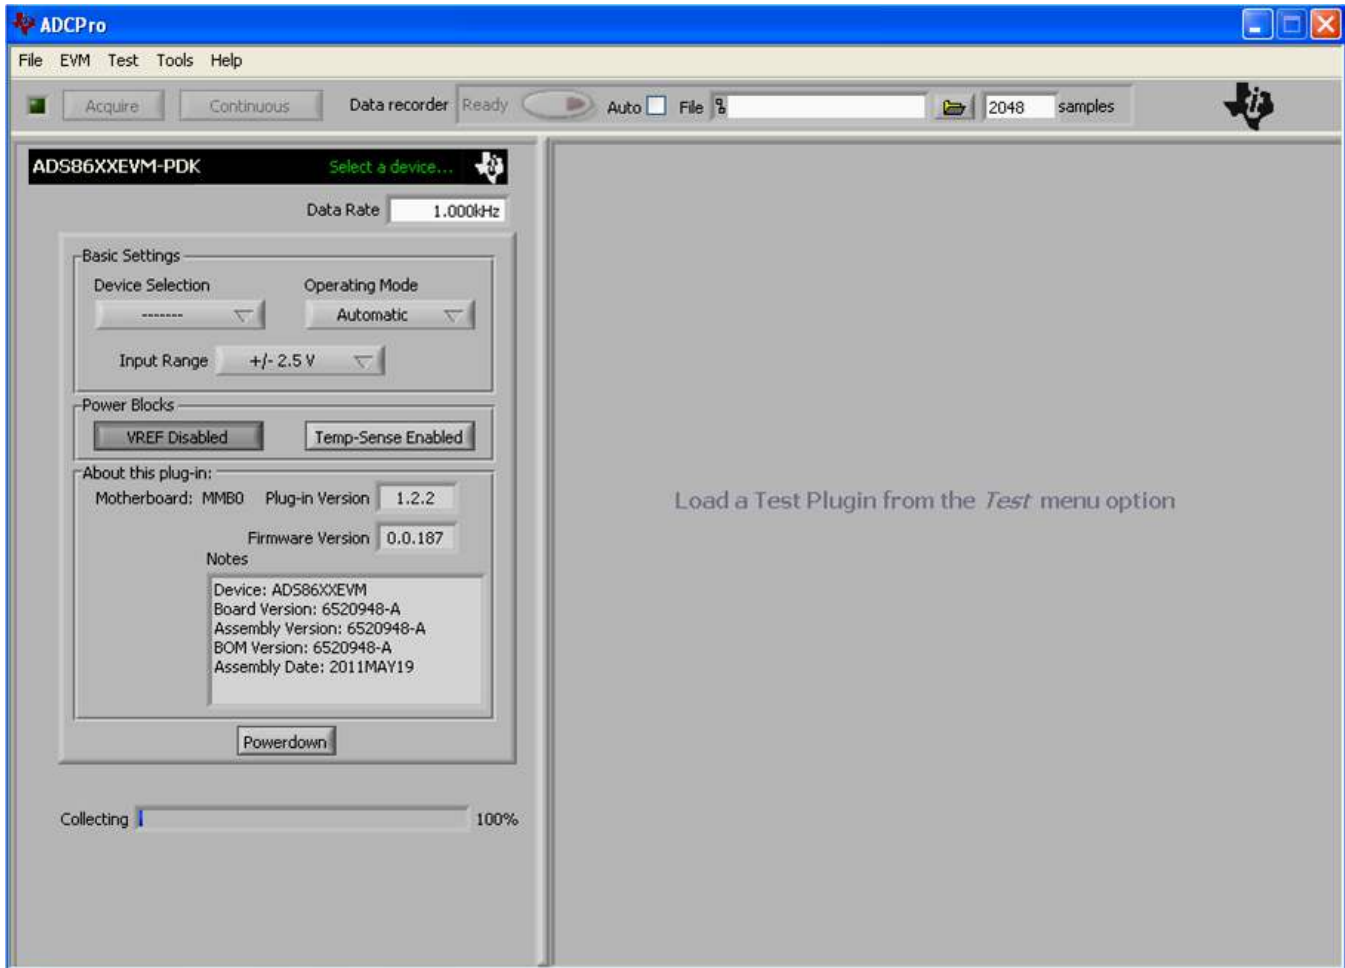 ADCPro
File EVM Test Tools Help
Acquire Continuous Data recorder Ready Auto File 2048 samples
ADS86XXEVM-PDK Select a device...
Data Rate 1.000kHz
Basic Settings
Device Selection Operating Mode
------- Automatic
Input Range +/- 2.5 V
Power Blocks
VREF Disabled Temp-Sense Enabled
About this plug-in:
Motherboard: MMB0 Plug-in Version 1.2.2
Firmware Version 0.0.187
Notes
Device: ADS86XXEVM
Board Version: 6520948-A
Assembly Version: 6520948-A
BOM Version: 6520948-A
Assembly Date: 2011MAY19
Powerdown
Collecting 100%
Load a Test Plugin from the Test menu option